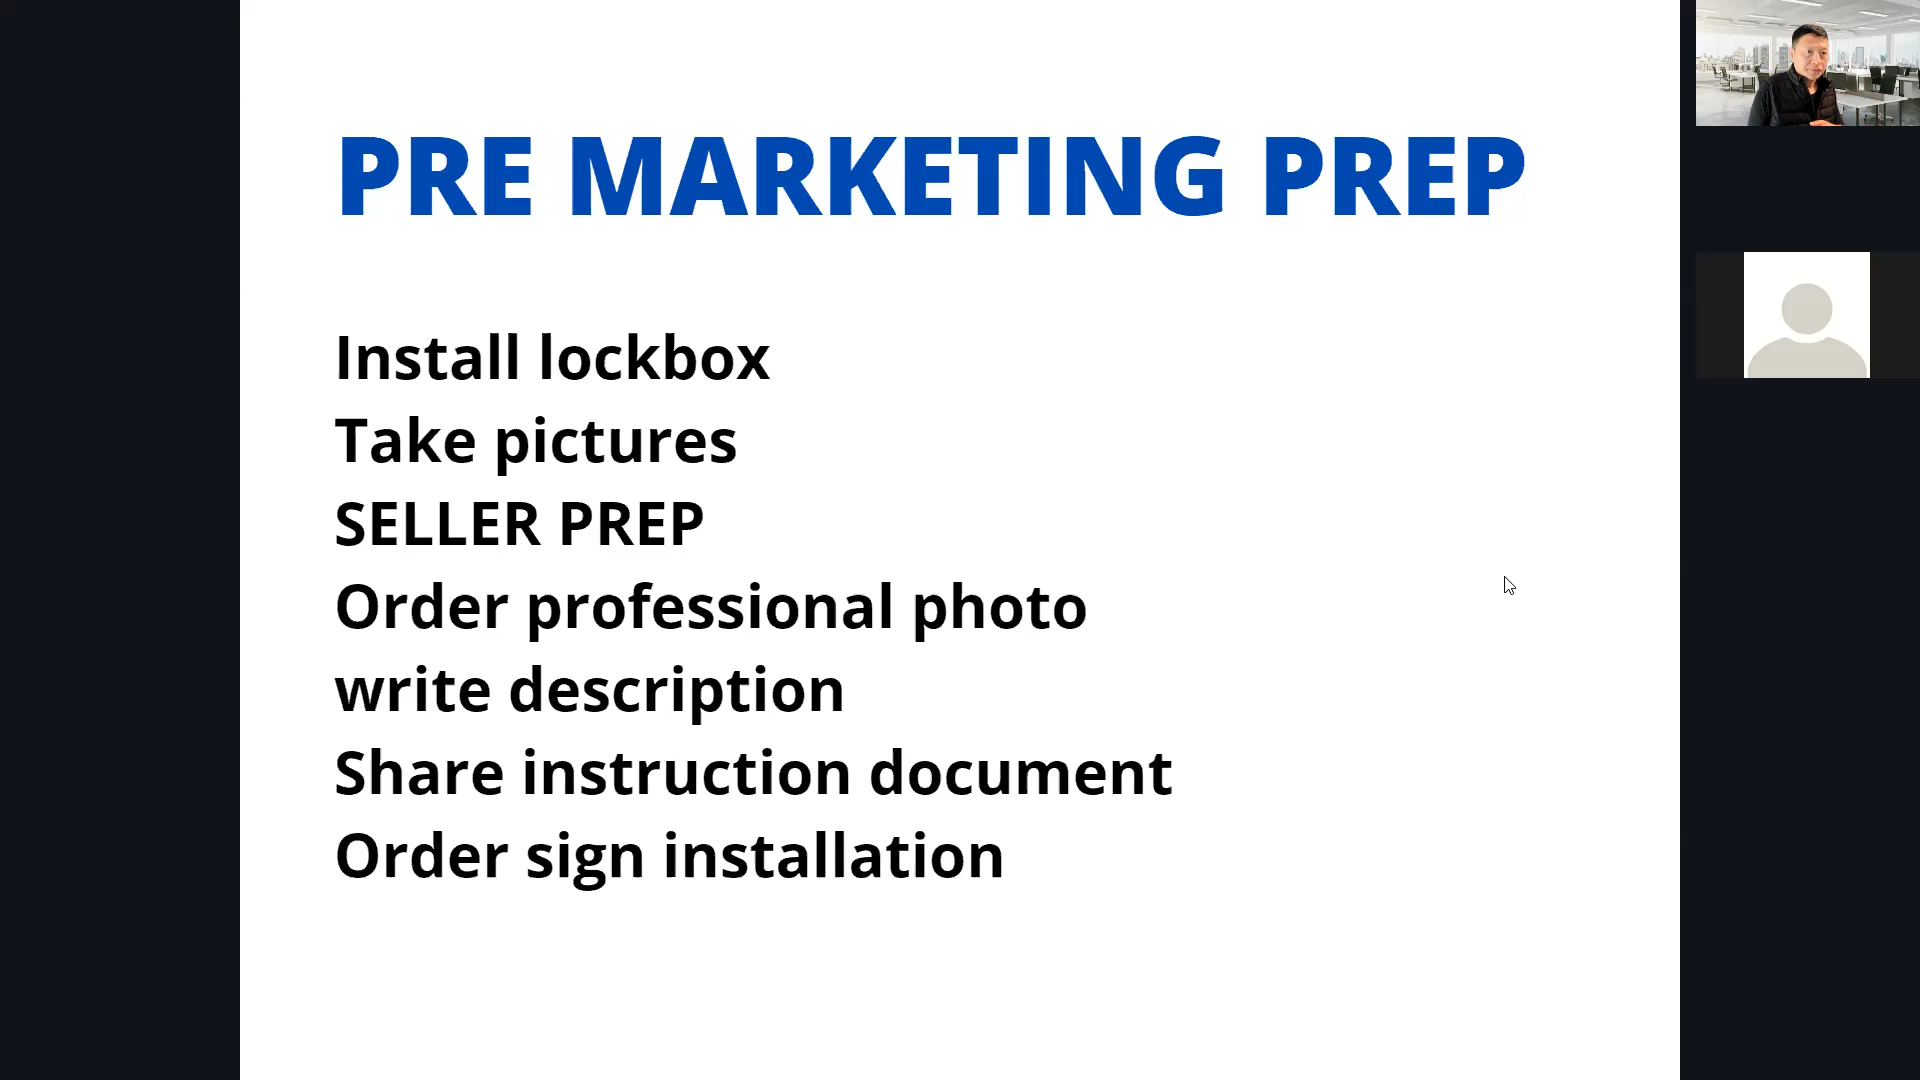 PRE MARKETING PREP
Install lockbox
Take pictures
SELLER PREP
Order professional photo
write description
Share instruction document
Order sign installation